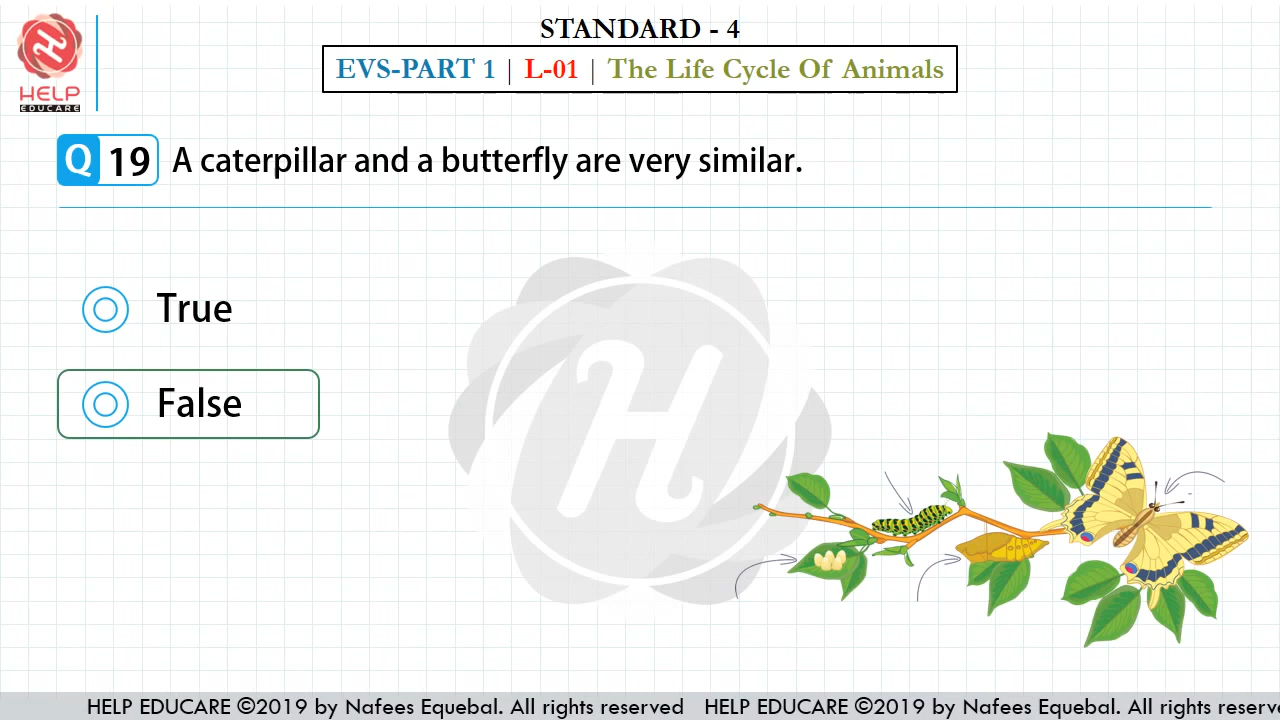 HELP
EDUCARE
STANDARD - 4
EVS-PART 1 | L-01 | The Life Cycle Of Animals
Q 19 A caterpillar and a butterfly are very similar.
True
False
HELP EDUCARE ©2019 by Nafees Equebal. All rights reserved HELP EDUCARE ©2019 by Nafees Equebal. All rights reserve